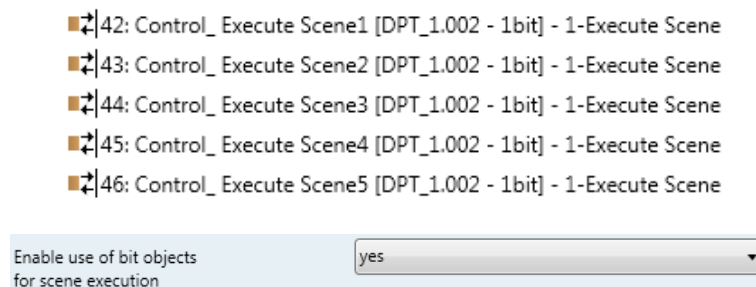 42: Control_ Execute Scene1 [DPT_1.002 - 1bit] - 1-Execute Scene
43: Control_ Execute Scene2 [DPT_1.002 - 1bit] - 1-Execute Scene
44: Control_ Execute Scene3 [DPT_1.002 - 1bit] - 1-Execute Scene
45: Control_ Execute Scene4 [DPT_1.002 - 1bit] - 1-Execute Scene
46: Control_ Execute Scene5 [DPT_1.002 - 1bit] - 1-Execute Scene
Enable use of bit objects yes
for scene execution